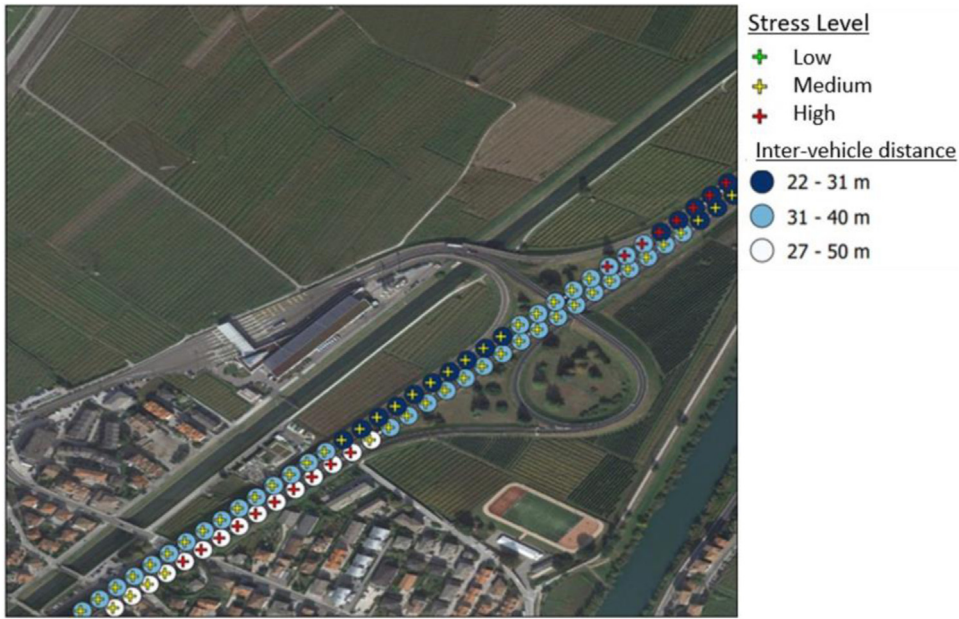 Stress Level
Low
Medium
High
Inter-vehicle distance
22 - 31 m
31 - 40 m
27 - 50 m